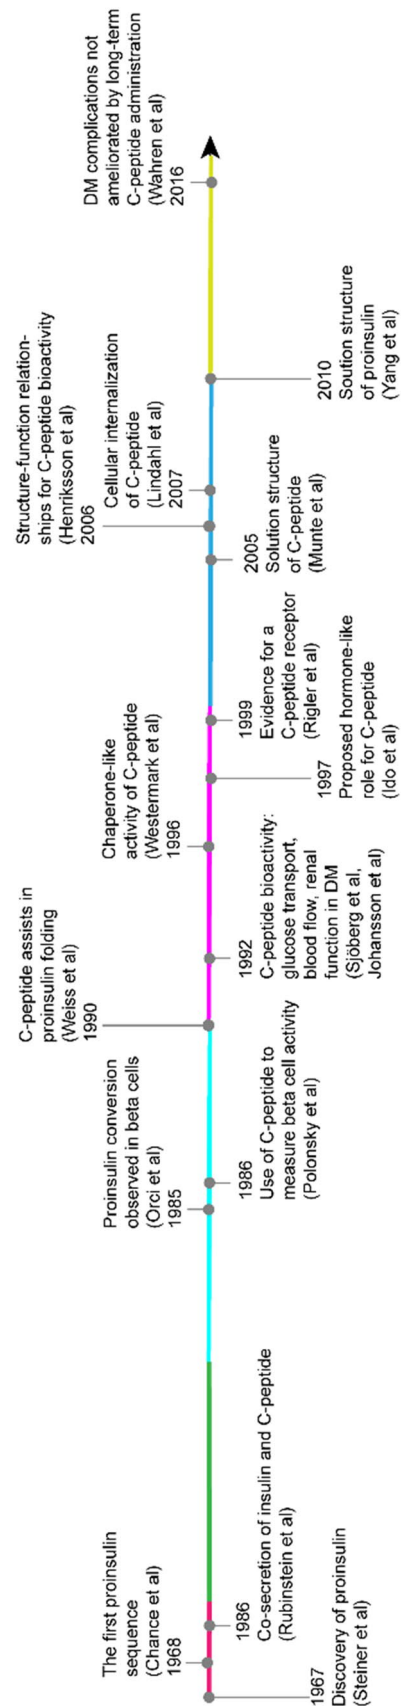 1967
Discovery of proinsulin
(Steiner et al)
The first proinsulin
sequence
(Chance et al)
1968
1986
Co-secretion of insulin and C-peptide
(Rubinstein et al)
Proinsulin conversion
observed in beta cells
(Orci et al)
1985
1986
Use of C-peptide to
measure beta cell activity
(Polonsky et al)
C-peptide assists in
proinsulin folding
(Weiss et al)
1990
1992
C-peptide bioactivity:
glucose transport,
blood flow, renal
function in DM
(Sjöberg et al,
Johansson et al)
Chaperone-like
activity of C-peptide
(Westermark et al)
1996
1997
Proposed hormone-like
role for C-peptide
(Ido et al)
1999
Evidence for a
C-peptide receptor
(Rigler et al)
2005
Solution structure
of C-peptide
(Munte et al)
Structure-function relation-
ships for C-peptide bioactivity
(Henriksson et al)
2006
Cellular internalization
of C-peptide
(Lindahl et al)
2007
2010
Soution structure
of proinsulin
(Yang et al)
DM complications not
ameliorated by long-term
C-peptide administration
(Wahren et al)
2016